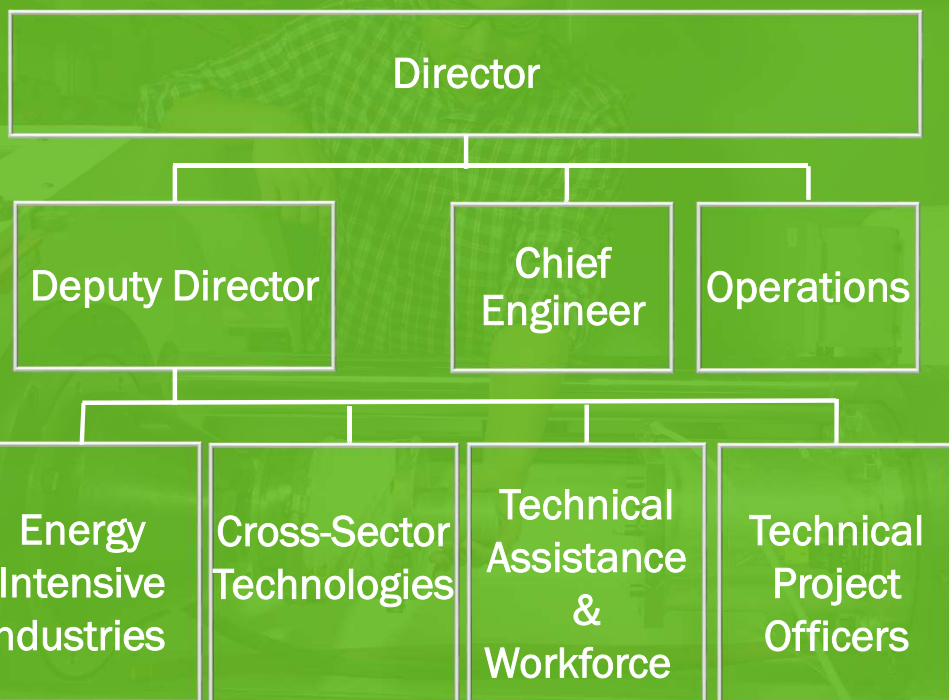 Director
Deputy Director
Chief
Engineer
Operations
Energy
Intensive
ndustries
Cross-Sector
Technologies
Technical
Assistance
&
Workforce
Technical
Project
Officers